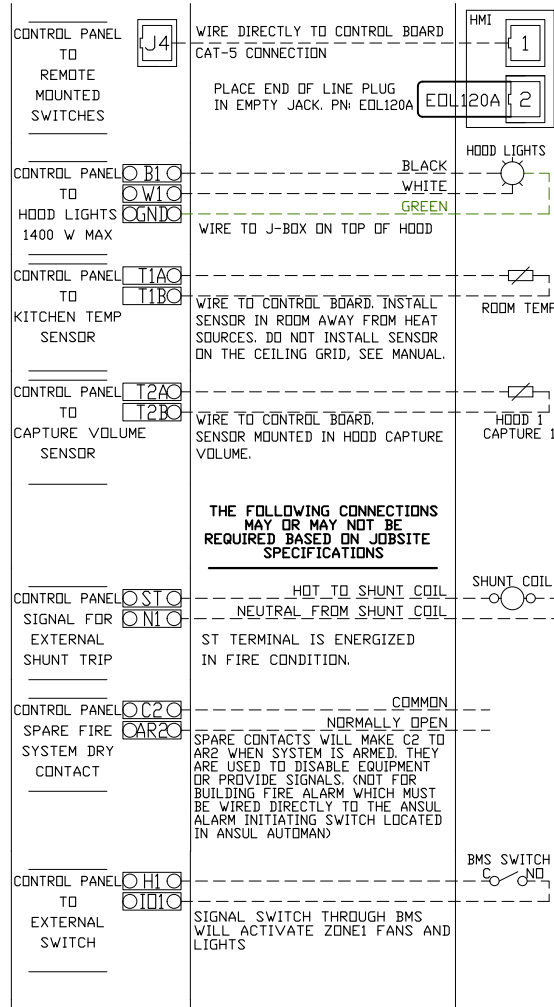 CONTROL PANEL
TO
REMOTE
MOUNTED
SWITCHES
J4
WIRE DIRECTLY TO CONTROL BOARD
CAT-5 CONNECTION
PLACE END OF LINE PLUG
IN EMPTY JACK. PN: EOL120A
HMI
1
EOL120A
2
CONTROL PANEL
TO
HOOD LIGHTS
1400 W MAX
B1
W1
GND
BLACK
WHITE
GREEN
WIRE TO J-BOX ON TOP OF HOOD
HOOD LIGHTS
CONTROL PANEL
TO
KITCHEN TEMP
SENSOR
T1A
T1B
WIRE TO CONTROL BOARD. INSTALL
SENSOR IN ROOM AWAY FROM HEAT
SOURCES. DO NOT INSTALL SENSOR
ON THE CEILING GRID, SEE MANUAL.
ROOM TEMP
CONTROL PANEL
TO
CAPTURE VOLUME
SENSOR
T2A
T2B
WIRE TO CONTROL BOARD.
SENSOR MOUNTED IN HOOD CAPTURE
VOLUME.
HOOD 1
CAPTURE 1
THE FOLLOWING CONNECTIONS
MAY OR MAY NOT BE
REQUIRED BASED ON JOBSITE
SPECIFICATIONS
CONTROL PANEL
SIGNAL FOR
EXTERNAL
SHUNT TRIP
ST
N1
HOT TO SHUNT COIL
NEUTRAL FROM SHUNT COIL
ST TERMINAL IS ENERGIZED
IN FIRE CONDITION.
SHUNT COIL
CONTROL PANEL
SPARE FIRE
SYSTEM DRY
CONTACT
C2
AR2
COMMON
NORMALLY OPEN
SPARE CONTACTS WILL MAKE C2 TO
AR2 WHEN SYSTEM IS ARMED. THEY
ARE USED TO DISABLE EQUIPMENT
OR PROVIDE SIGNALS. (NOT FOR
BUILDING FIRE ALARM WHICH MUST
BE WIRED DIRECTLY TO THE ANSUL
ALARM INITIATING SWITCH LOCATED
IN ANSUL AUTOMAN)
CONTROL PANEL
TO
EXTERNAL
SWITCH
H1
IO1
SIGNAL SWITCH THROUGH BMS
WILL ACTIVATE ZONE1 FANS AND
LIGHTS
BMS SWITCH
C NO